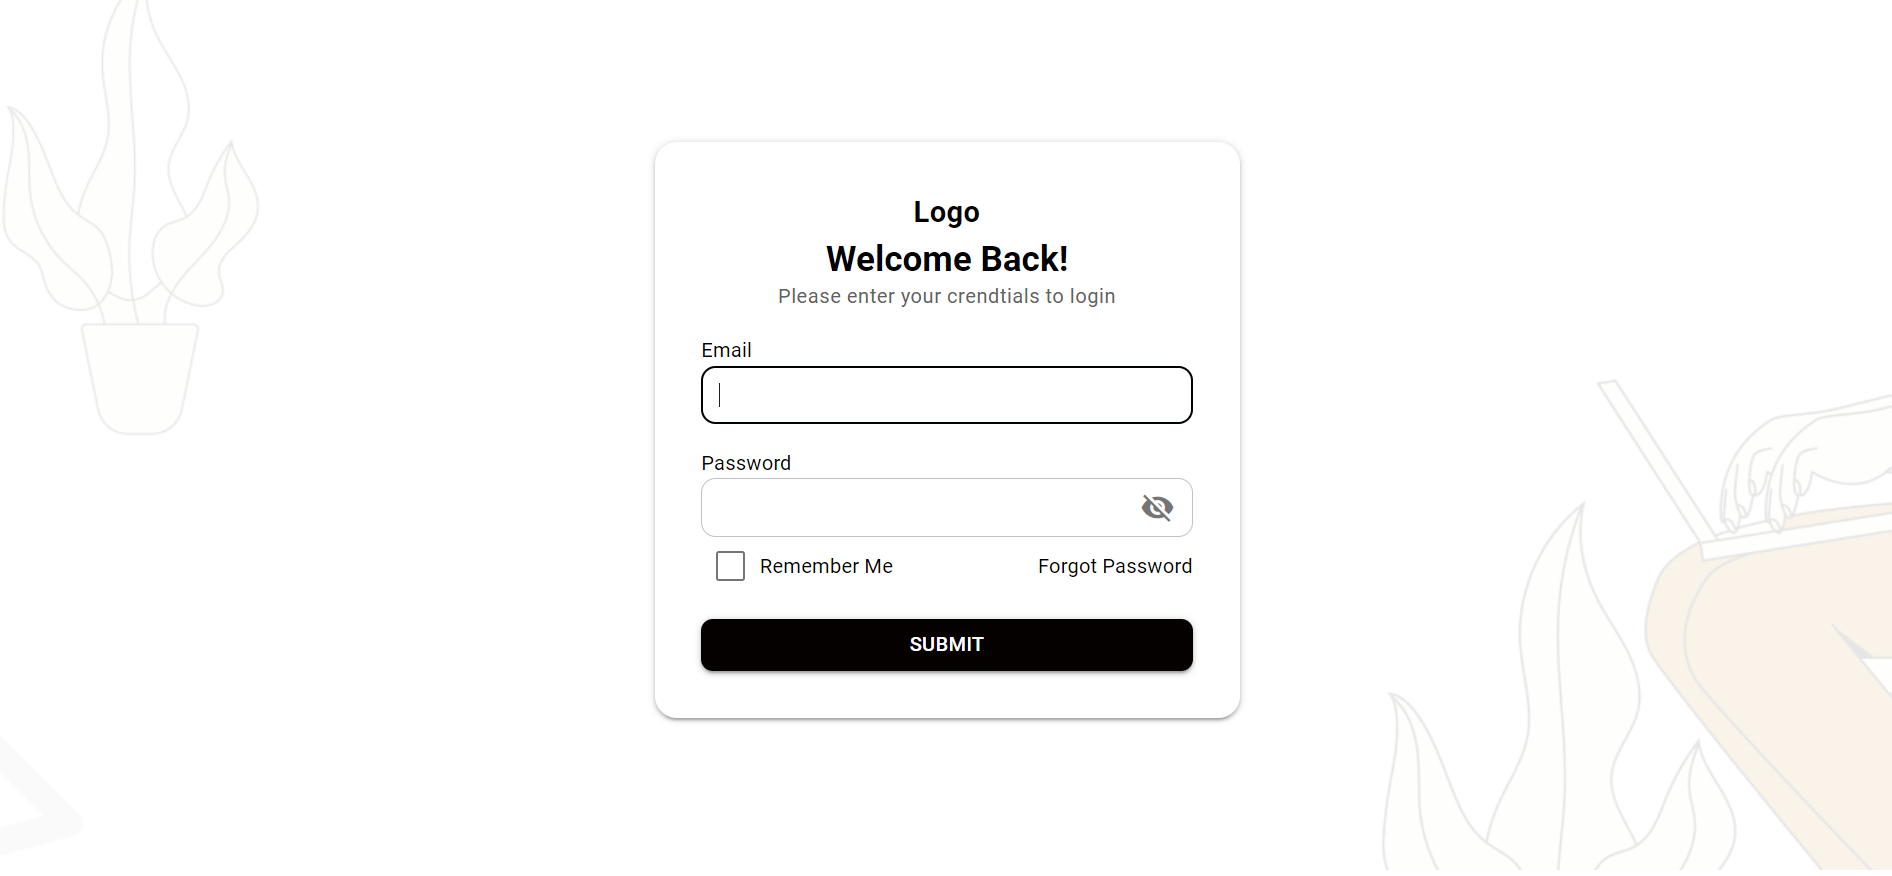 Logo
Welcome Back!
Please enter your crendtials to login
Email
Password
Remember Me
Forgot Password
SUBMIT